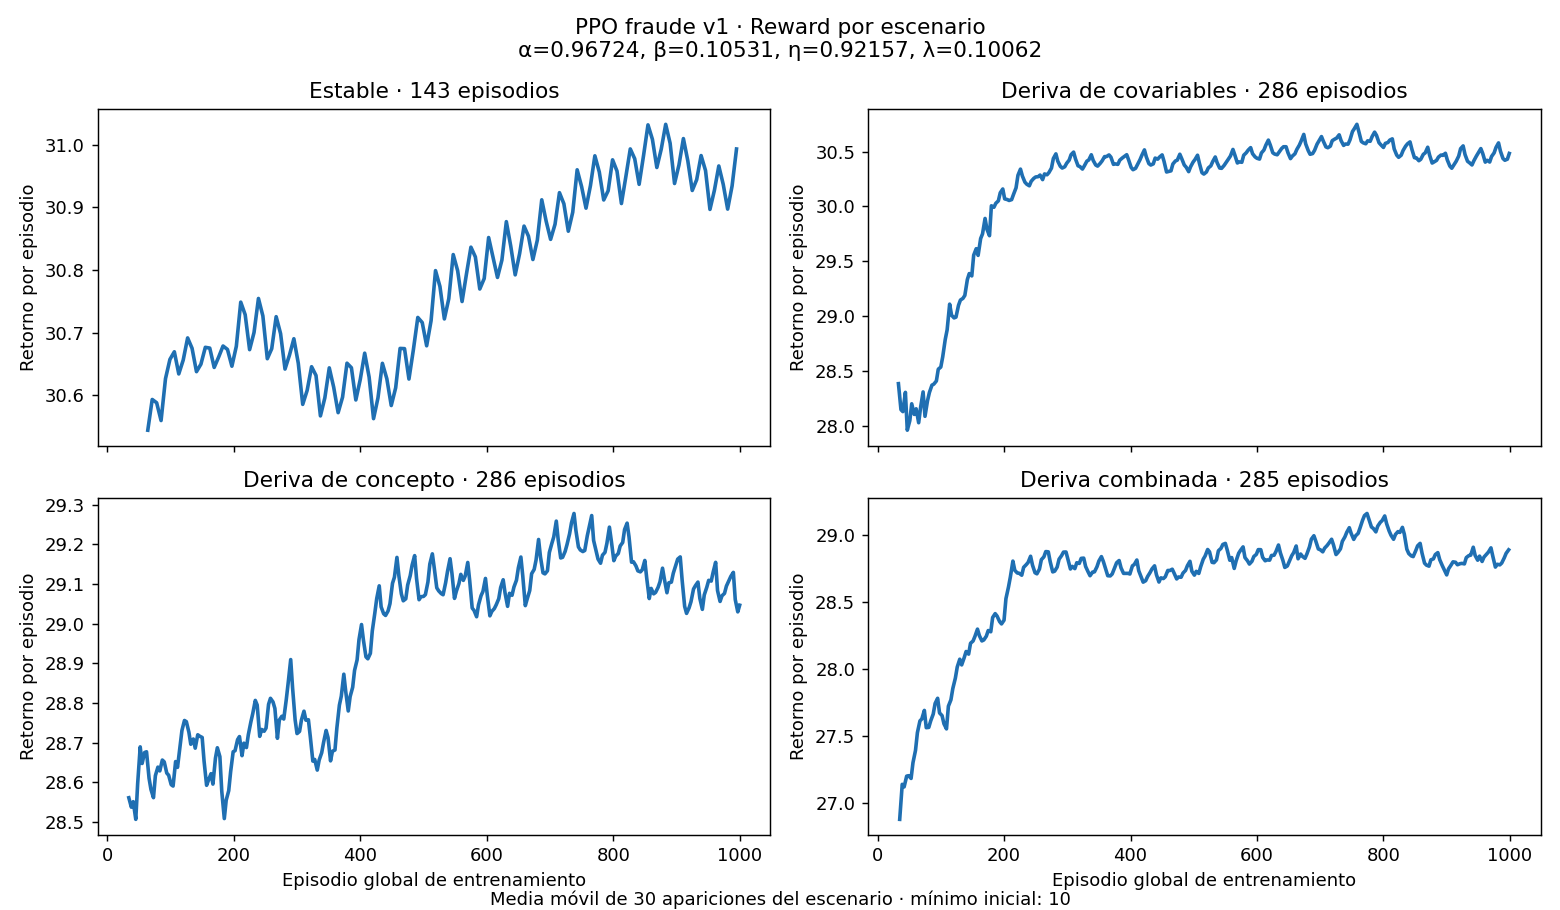 PPO fraude v1 · Reward por escenario
α=0.96724, β=0.10531, η=0.92157, λ=0.10062
Estable · 143 episodios
Retorno por episodio
31.0
30.9
30.8
30.7
30.6
Deriva de covariables · 286 episodios
Retorno por episodio
30.5
30.0
29.5
29.0
28.5
28.0
Deriva de concepto · 286 episodios
Retorno por episodio
29.3
29.2
29.1
29.0
28.9
28.8
28.7
28.6
28.5
0 200 400 600 800 1000
Episodio global de entrenamiento
Deriva combinada · 285 episodios
Retorno por episodio
29.0
28.5
28.0
27.5
27.0
0 200 400 600 800 1000
Episodio global de entrenamiento
Media móvil de 30 apariciones del escenario · mínimo inicial: 10